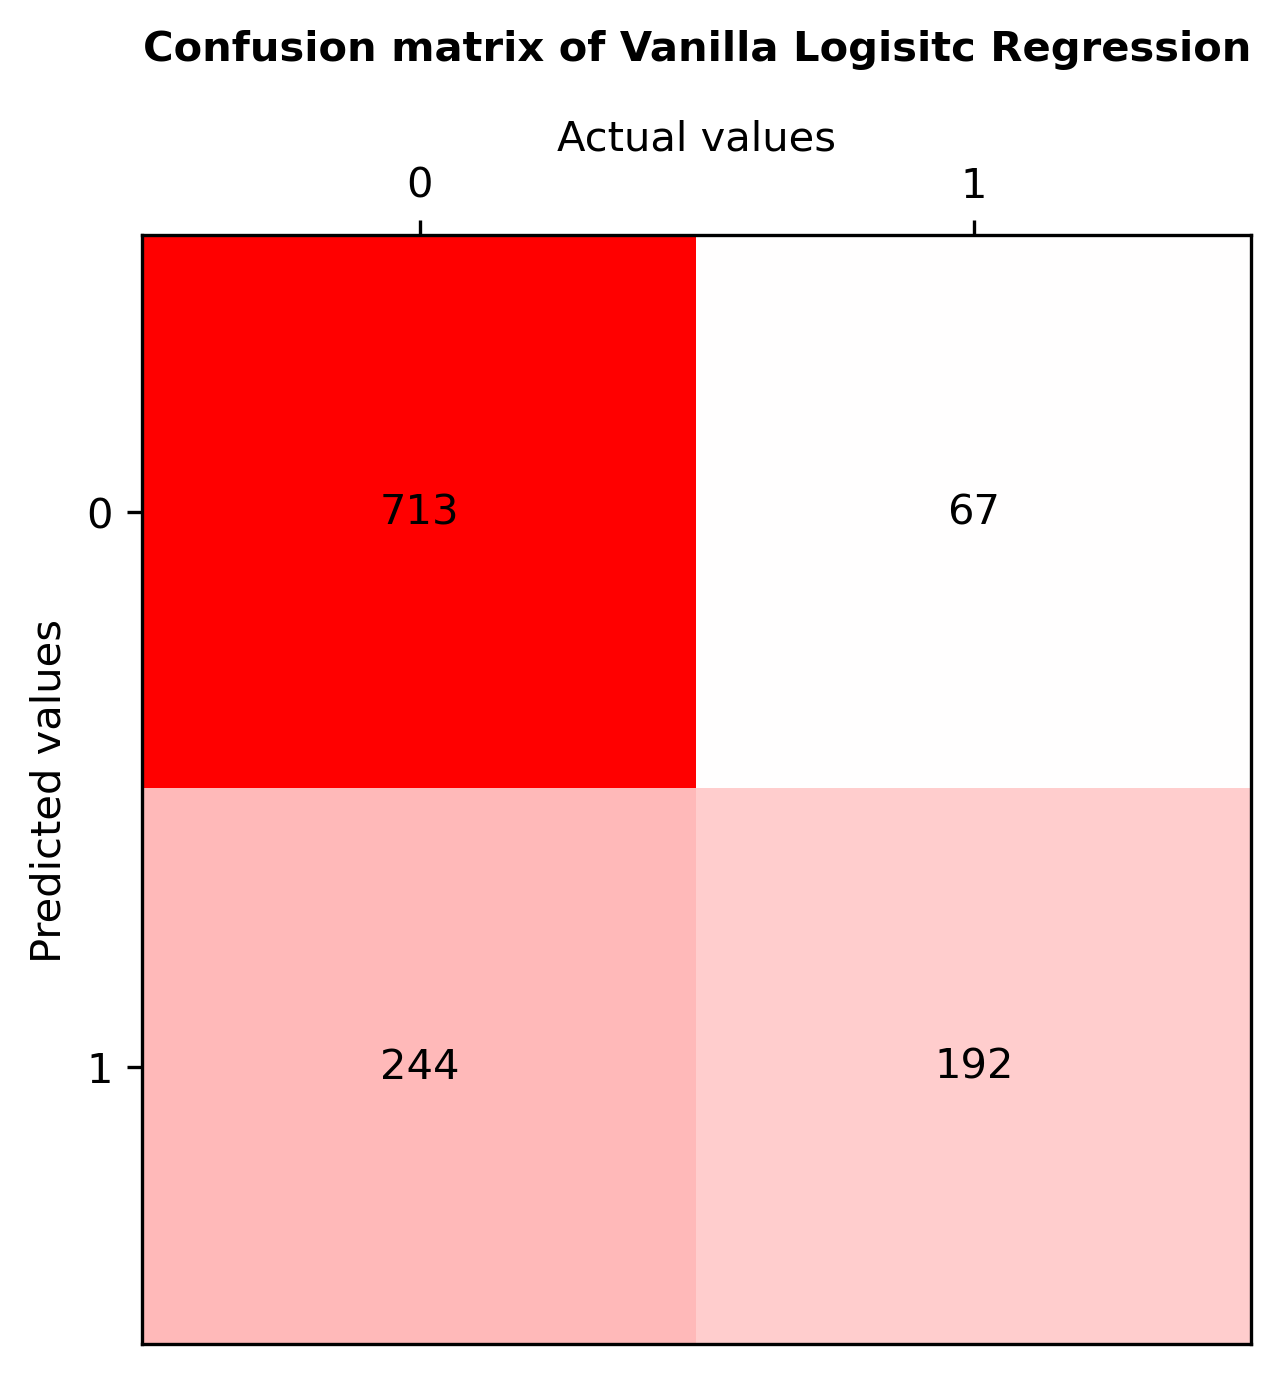 Confusion matrix of Vanilla Logisitc Regression
Actual values
0 1
0 713 67
Predicted values
1 244 192